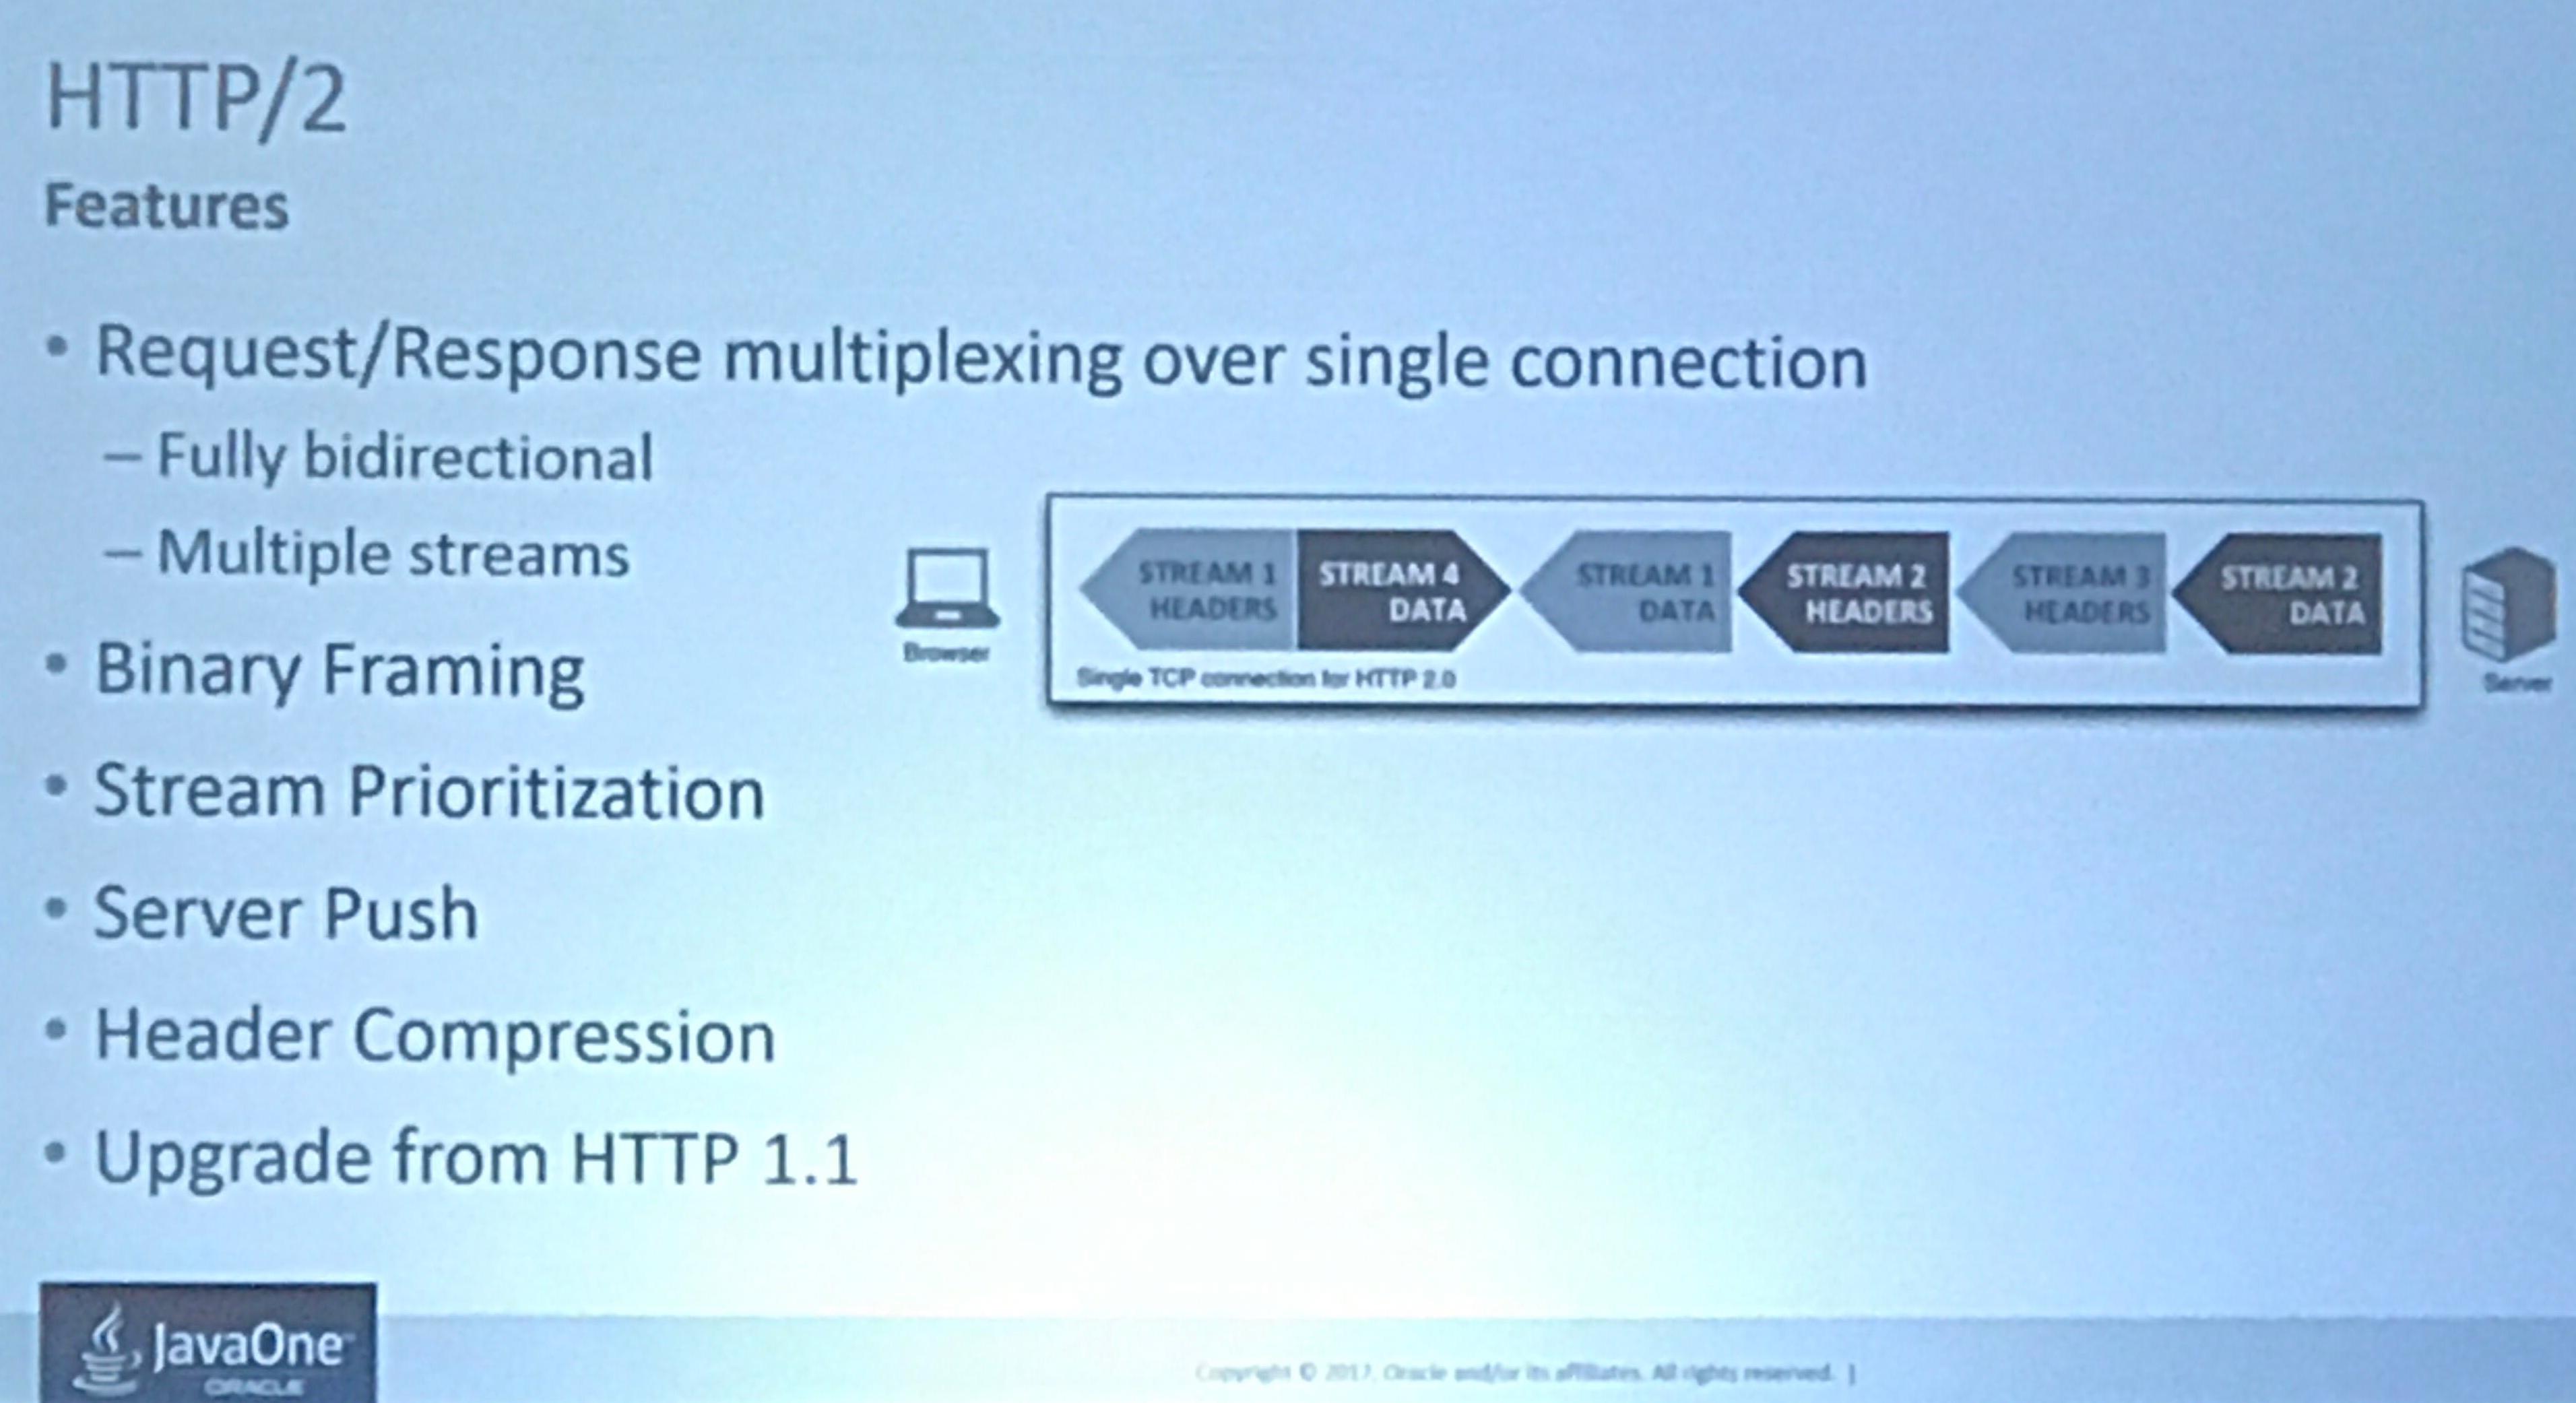 HTTP/2
Features
• Request/Response multiplexing over single connection
– Fully bidirectional
– Multiple streams
• Binary Framing
• Stream Prioritization
• Server Push
• Header Compression
• Upgrade from HTTP 1.1
Browser
STREAM 1
HEADERS
STREAM 4
DATA
STREAM 1
DATA
STREAM 2
HEADERS
STREAM 3
HEADERS
STREAM 2
DATA
Single TCP connection for HTTP 2.0
Server
JavaOne
ORACLE
Copyright © 2017, Oracle and/or its affiliates. All rights reserved. |